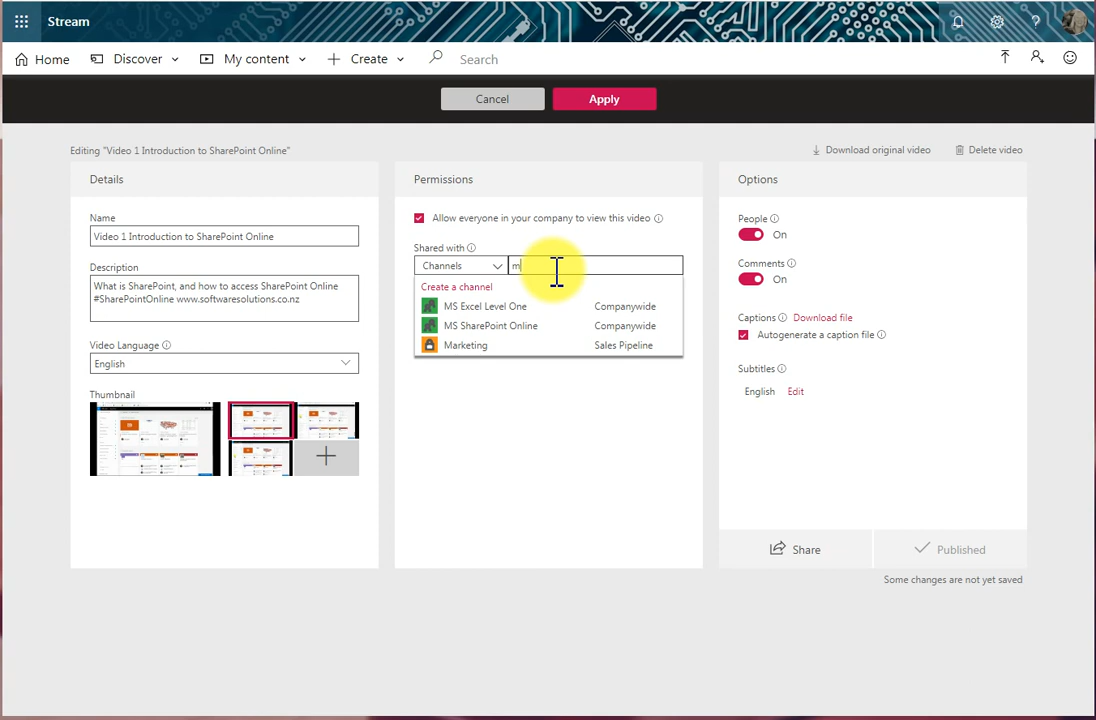 Stream
?
Home Discover My content Create Search
Cancel Apply
Editing "Video 1 Introduction to SharePoint Online" Download original video Delete video
Details
Name
Video 1 Introduction to SharePoint Online
Description
What is SharePoint, and how to access SharePoint Online
#SharePointOnline www.softwaresolutions.co.nz
Video Language
English
Thumbnail
Permissions
Allow everyone in your company to view this video
Shared with
Channels m
Create a channel
MS Excel Level One Companywide
MS SharePoint Online Companywide
Marketing Sales Pipeline
Options
People
On
Comments
On
Captions Download file
Autogenerate a caption file
Subtitles
English Edit
Share Published
Some changes are not yet saved